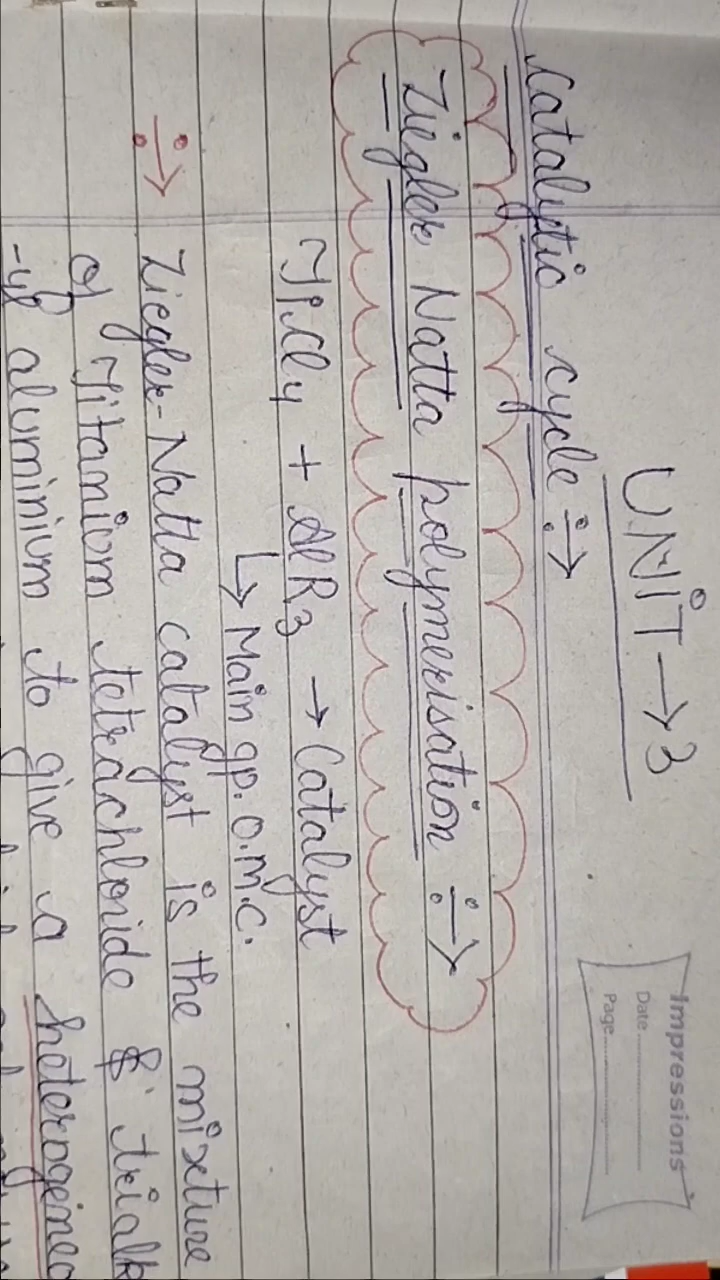 Impressions
Date
Page
UNIT → 3
Catalytic cycle ÷→
Ziegler Natta polymerisation ÷→
TiCl4 + AlR3 → Catalyst
↳ Main gp. O.M.C.
÷→ Ziegler-Natta catalyst is the mixture
of Titanium tetrachloride & trialk
-yl aluminium to give a heterogeneo